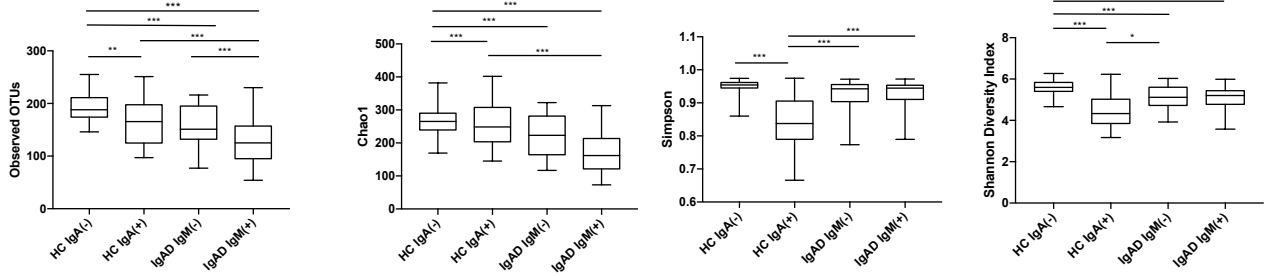 ***
***
***
** ***
300
200
100
0
Observed OTUs
HC IgA(-)
HC IgA(+)
IgAD IgM(-)
IgAD IgM(+)
***
***
***
***
500
400
300
200
100
0
Chao1
HC IgA(-)
HC IgA(+)
IgAD IgM(-)
IgAD IgM(+)
***
***
***
1.1
1.0
0.9
0.8
0.7
0.6
Simpson
HC IgA(-)
HC IgA(+)
IgAD IgM(-)
IgAD IgM(+)
***
***
*
8
6
4
2
0
Shannon Diversity Index
HC IgA(-)
HC IgA(+)
IgAD IgM(-)
IgAD IgM(+)